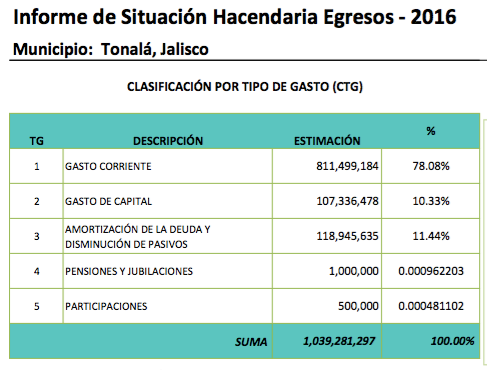 Informe de Situación Hacendaria Egresos - 2016
Municipio: Tonalá, Jalisco
CLASIFICACIÓN POR TIPO DE GASTO (CTG)
TG DESCRIPCIÓN ESTIMACIÓN %
1 GASTO CORRIENTE 811,499,184 78.08%
2 GASTO DE CAPITAL 107,336,478 10.33%
3 AMORTIZACIÓN DE LA DEUDA Y DISMINUCIÓN DE PASIVOS 118,945,635 11.44%
4 PENSIONES Y JUBILACIONES 1,000,000 0.000962203
5 PARTICIPACIONES 500,000 0.000481102
SUMA 1,039,281,297 100.00%